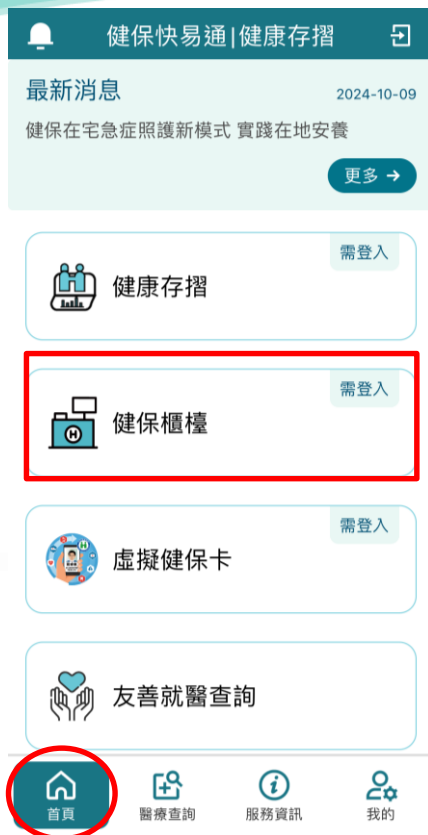 健保快易通|健康存摺
最新消息
2024-10-09
健保在宅急症照護新模式 實踐在地安養
更多 →
需登入
健康存摺
需登入
健保櫃檯
H
需登入
虛擬健保卡
友善就醫查詢
首頁
醫療查詢
服務資訊
我的